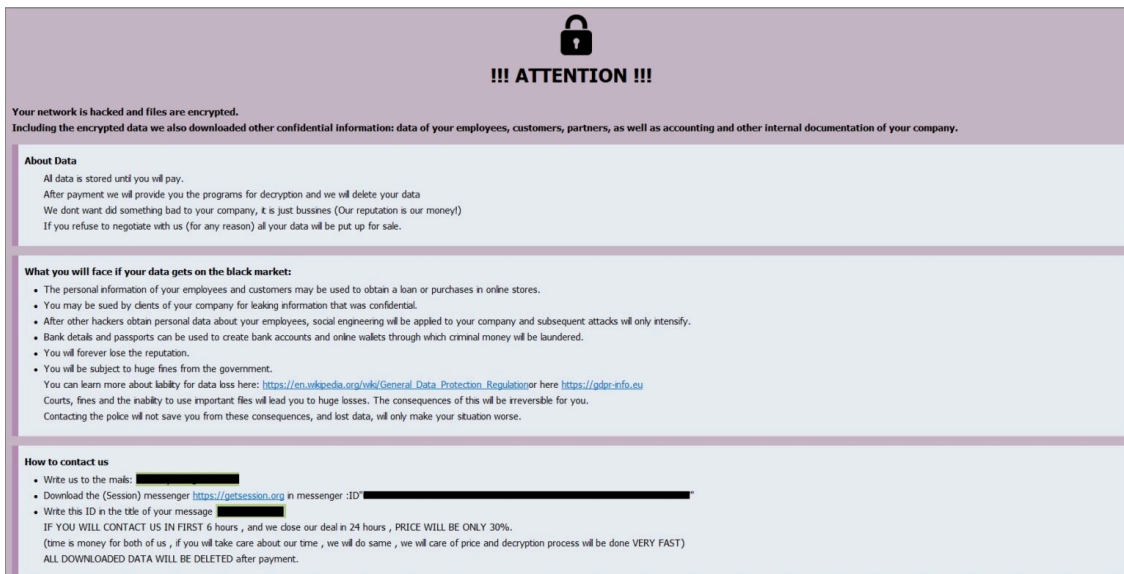 !!! ATTENTION !!!
Your network is hacked and files are encrypted.
Including the encrypted data we also downloaded other confidential information: data of your employees, customers, partners, as well as accounting and other internal documentation of your company.
About Data
All data is stored until you will pay.
After payment we will provide you the programs for decryption and we will delete your data
We dont want did something bad to your company, it is just bussines (Our reputation is our money!)
If you refuse to negotiate with us (for any reason) all your data will be put up for sale.
What you will face if your data gets on the black market:
• The personal information of your employees and customers may be used to obtain a loan or purchases in online stores.
• You may be sued by clients of your company for leaking information that was confidential.
• After other hackers obtain personal data about your employees, social engineering will be applied to your company and subsequent attacks will only intensify.
• Bank details and passports can be used to create bank accounts and online wallets through which criminal money will be laundered.
• You will forever lose the reputation.
• You will be subject to huge fines from the government.
You can learn more about liability for data loss here: https://en.wikipedia.org/wiki/General_Data_Protection_Regulationor here https://gdpr-info.eu
Courts, fines and the inability to use important files will lead you to huge losses. The consequences of this will be irreversible for you.
Contacting the police will not save you from these consequences, and lost data, will only make your situation worse.
How to contact us
• Write us to the mails:
• Download the (Session) messenger https://getsession.org in messenger :ID" "
• Write this ID in the title of your message
IF YOU WILL CONTACT US IN FIRST 6 hours , and we close our deal in 24 hours , PRICE WILL BE ONLY 30%.
(time is money for both of us , if you will take care about our time , we will do same , we will care of price and decryption process will be done VERY FAST)
ALL DOWNLOADED DATA WILL BE DELETED after payment.